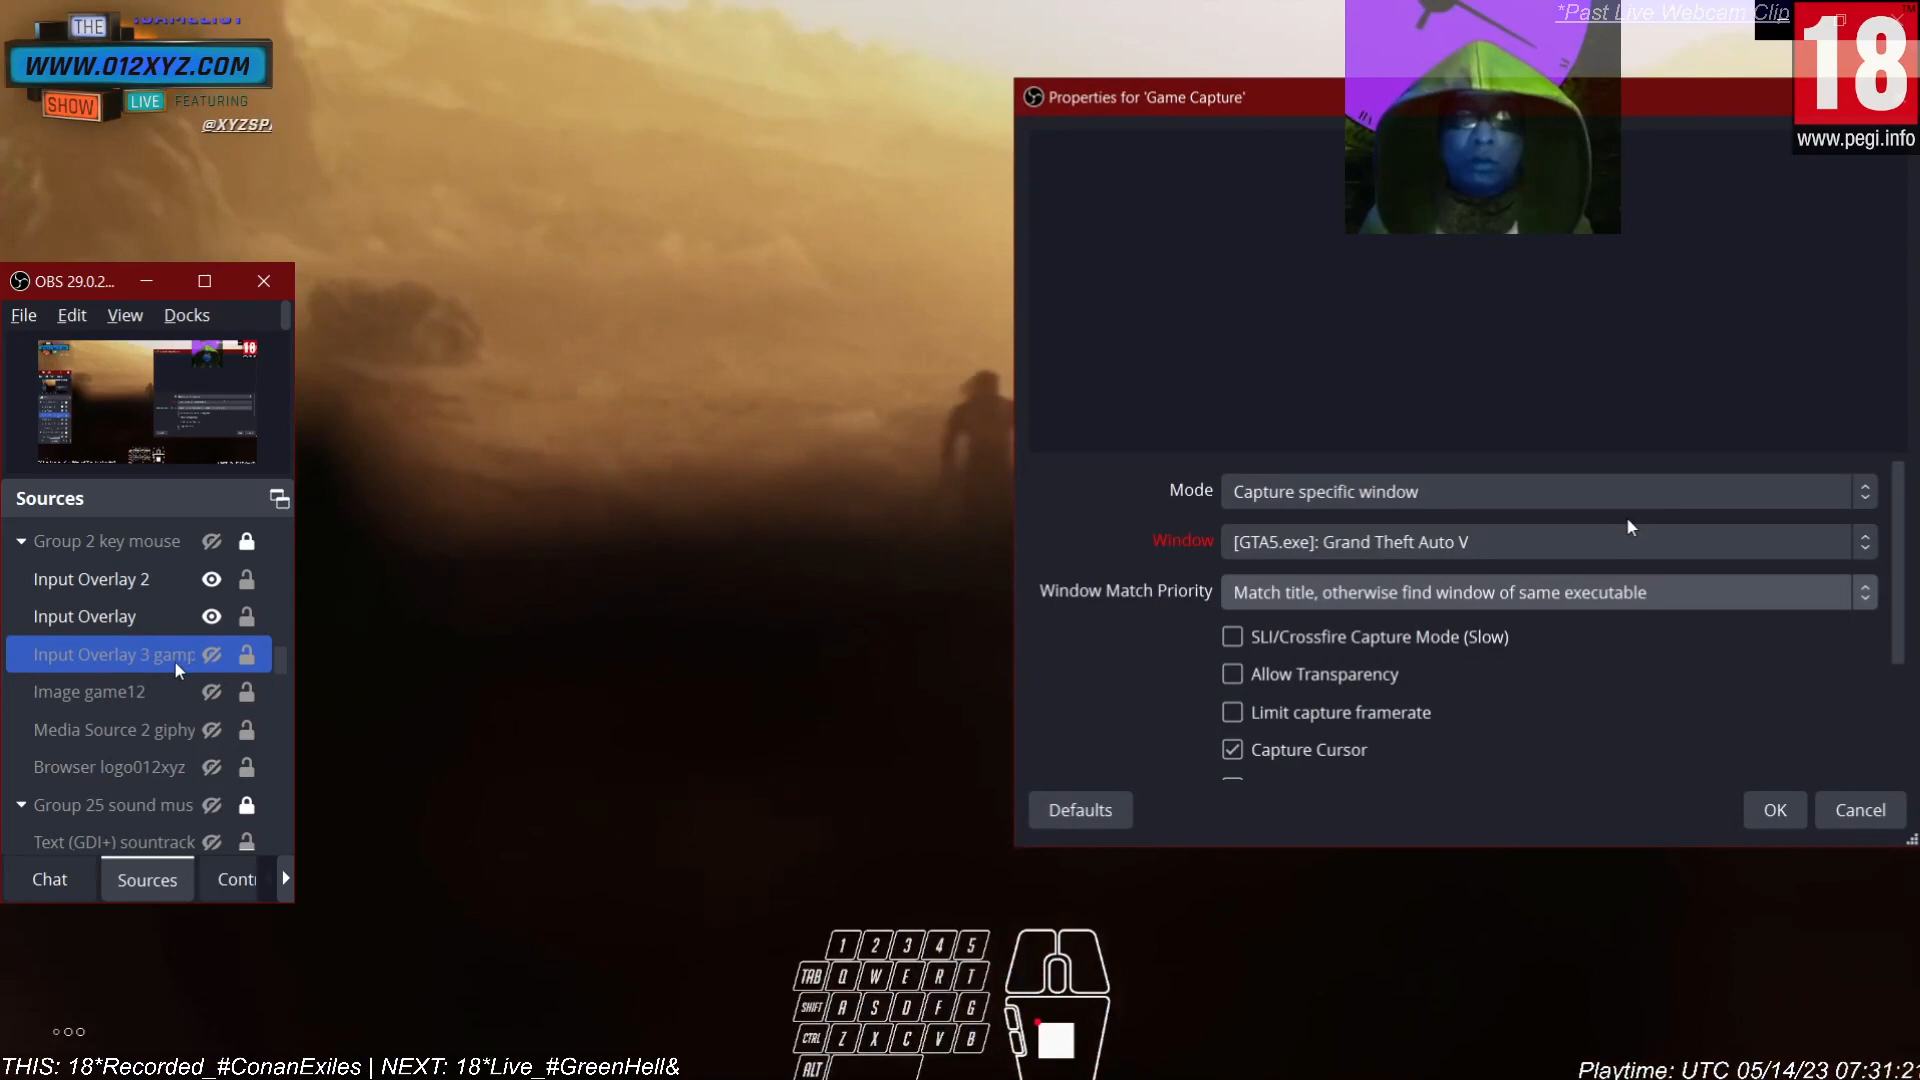 THE
WWW.012XYZ.COM
SHOW
LIVE
FEATURING
@XYZSP
*Past Live Webcam Clip
18
www.pegi.info
Properties for 'Game Capture'
OBS 29.0.2...
File
Edit
View
Docks
Sources
Group 2 key mouse
Input Overlay 2
Input Overlay
Input Overlay 3 gamp
Image game12
Media Source 2 giphy
Browser logo012xyz
Group 25 sound mus
Text (GDI+) sountrack
Chat
Sources
Cont
Mode
Capture specific window
Window
[GTA5.exe]: Grand Theft Auto V
Window Match Priority
Match title, otherwise find window of same executable
SLI/Crossfire Capture Mode (Slow)
Allow Transparency
Limit capture framerate
Capture Cursor
Defaults
OK
Cancel
1 2 3 4 5
TAB Q W E R T
SHIFT A S D F G
CTRL Z X C V B
ALT
THIS: 18*Recorded_#ConanExiles | NEXT: 18*Live_#GreenHell&
Playtime: UTC 05/14/23 07:31:21